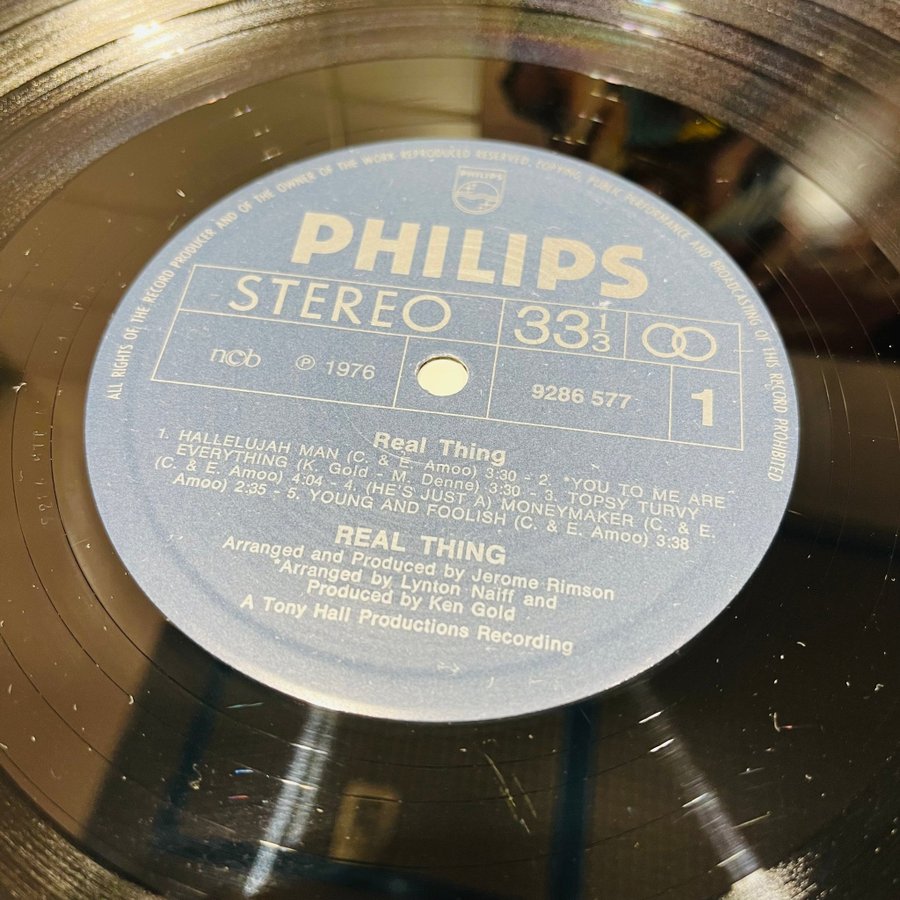 ALL RIGHTS OF THE RECORD PRODUCER AND OF THE OWNER OF THE WORK REPRODUCED RESERVED. COPYING, PUBLIC PERFORMANCE AND BROADCASTING OF THIS RECORD PROHIBITED
PHILIPS
PHILIPS
STEREO 33 1/3
ncb ℗ 1976 9286 577 1
Real Thing
1. HALLELUJAH MAN (C. & E. Amoo) 3:30 - 2. *YOU TO ME ARE
EVERYTHING (K. Gold - M. Denne) 3:30 - 3. TOPSY TURVY
(C. & E. Amoo) 4:04 - 4. (HE'S JUST A) MONEYMAKER (C. & E.
Amoo) 2:35 - 5. YOUNG AND FOOLISH (C. & E. Amoo) 3:38
REAL THING
Arranged and Produced by Jerome Rimson
*Arranged by Lynton Naiff and
Produced by Ken Gold
A Tony Hall Productions Recording